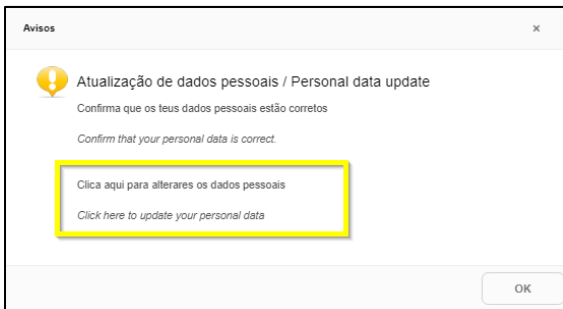 Avisos
Atualização de dados pessoais / Personal data update
Confirma que os teus dados pessoais estão corretos
Confirm that your personal data is correct.
Clica aqui para alterares os dados pessoais
Click here to update your personal data
OK